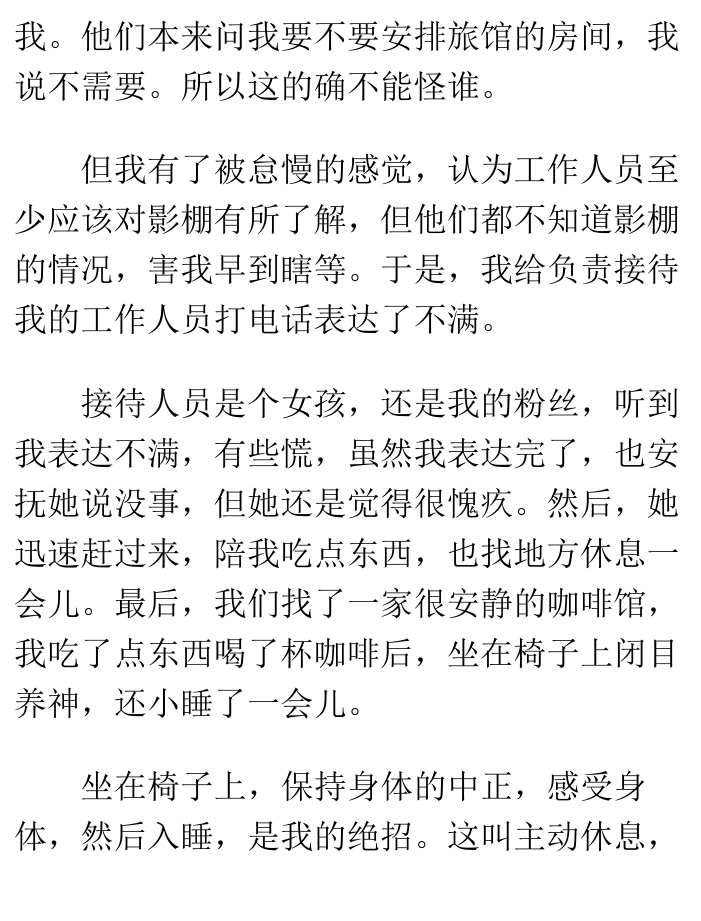 我。他们本来问我要不要安排旅馆的房间，我
说不需要。所以这的确不能怪谁。
但我有了被怠慢的感觉，认为工作人员至
少应该对影棚有所了解，但他们都不知道影棚
的情况，害我早到瞎等。于是，我给负责接待
我的工作人员打电话表达了不满。
接待人员是个女孩，还是我的粉丝，听到
我表达不满，有些慌，虽然我表达完了，也安
抚她说没事，但她还是觉得很愧疚。然后，她
迅速赶过来，陪我吃点东西，也找地方休息一
会儿。最后，我们找了一家很安静的咖啡馆，
我吃了点东西喝了杯咖啡后，坐在椅子上闭目
养神，还小睡了一会儿。
坐在椅子上，保持身体的中正，感受身
体，然后入睡，是我的绝招。这叫主动休息，